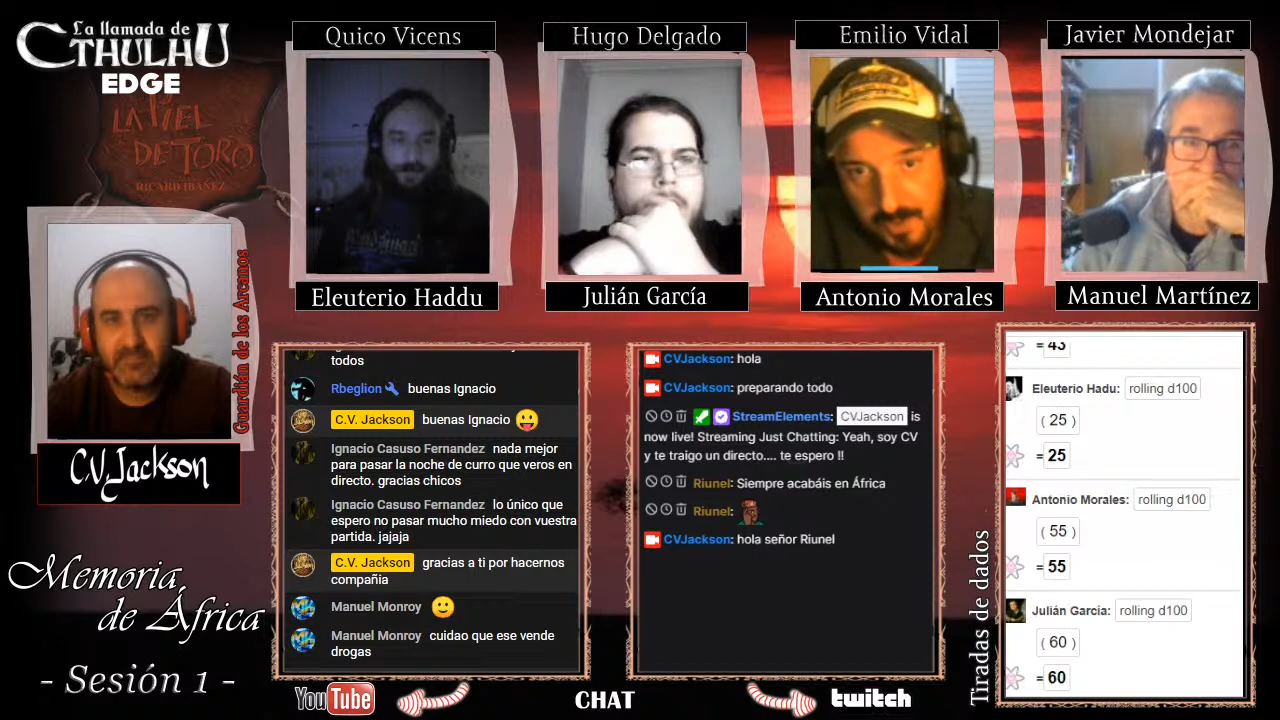 La llamada de
CTHULHU
EDGE
LA PIEL
DE TORO
RICARD IBÁÑEZ
Quico Vicens
Hugo Delgado
Emilio Vidal
Javier Mondejar
Eleuterio Haddu
Julián García
Antonio Morales
Manuel Martínez
Guardián de los Arcanos
C.V. Jackson
Memoria
de África
- Sesión 1 -
todos
Rbeglion buenas Ignacio
C.V. Jackson buenas Ignacio
Ignacio Casuso Fernandez nada mejor
para pasar la noche de curro que veros en
directo. gracias chicos
Ignacio Casuso Fernandez lo único que
espero no pasar mucho miedo con vuestra
partida. jajaja
C.V. Jackson gracias a ti por hacernos
compañia
Manuel Monroy
Manuel Monroy cuidao que ese vende
drogas
CVJackson: hola
CVJackson: preparando todo
StreamElements: CVJackson is
now live! Streaming Just Chatting: Yeah, soy CV
y te traigo un directo.... te espero !!
Riunel: Siempre acabáis en África
Riunel:
CVJackson: hola señor Riunel
Tiradas de dados
=43
Eleuterio Hadu: rolling d100
(25)
=25
Antonio Morales: rolling d100
(55)
=55
Julián García: rolling d100
(60)
=60
YouTube
CHAT
twitch